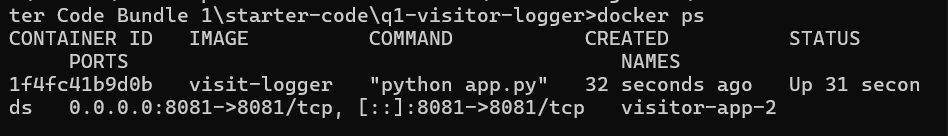 ter Code Bundle 1\starter-code\q1-visitor-logger>docker ps
CONTAINER ID   IMAGE          COMMAND           CREATED          STATUS
     PORTS                                         NAMES
1f4fc41b9d0b   visit-logger   "python app.py"   32 seconds ago   Up 31 secon
ds   0.0.0.0:8081->8081/tcp, [::]:8081->8081/tcp   visitor-app-2